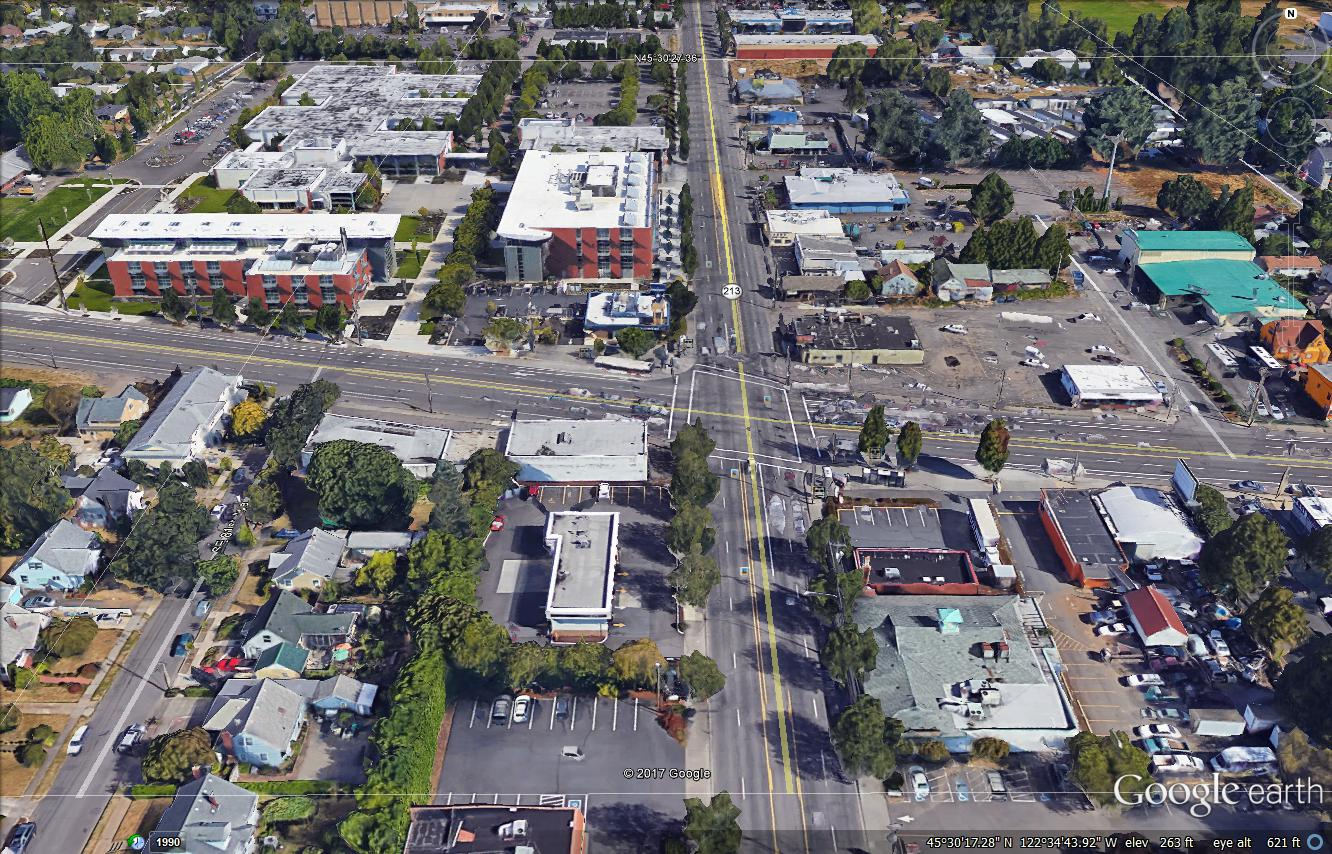 N
N45-30'27.36
213
© 2017 Google
Google earth
1990
45°30'17.28" N 122°34'43.92" W elev 263 ft eye alt 621 ft